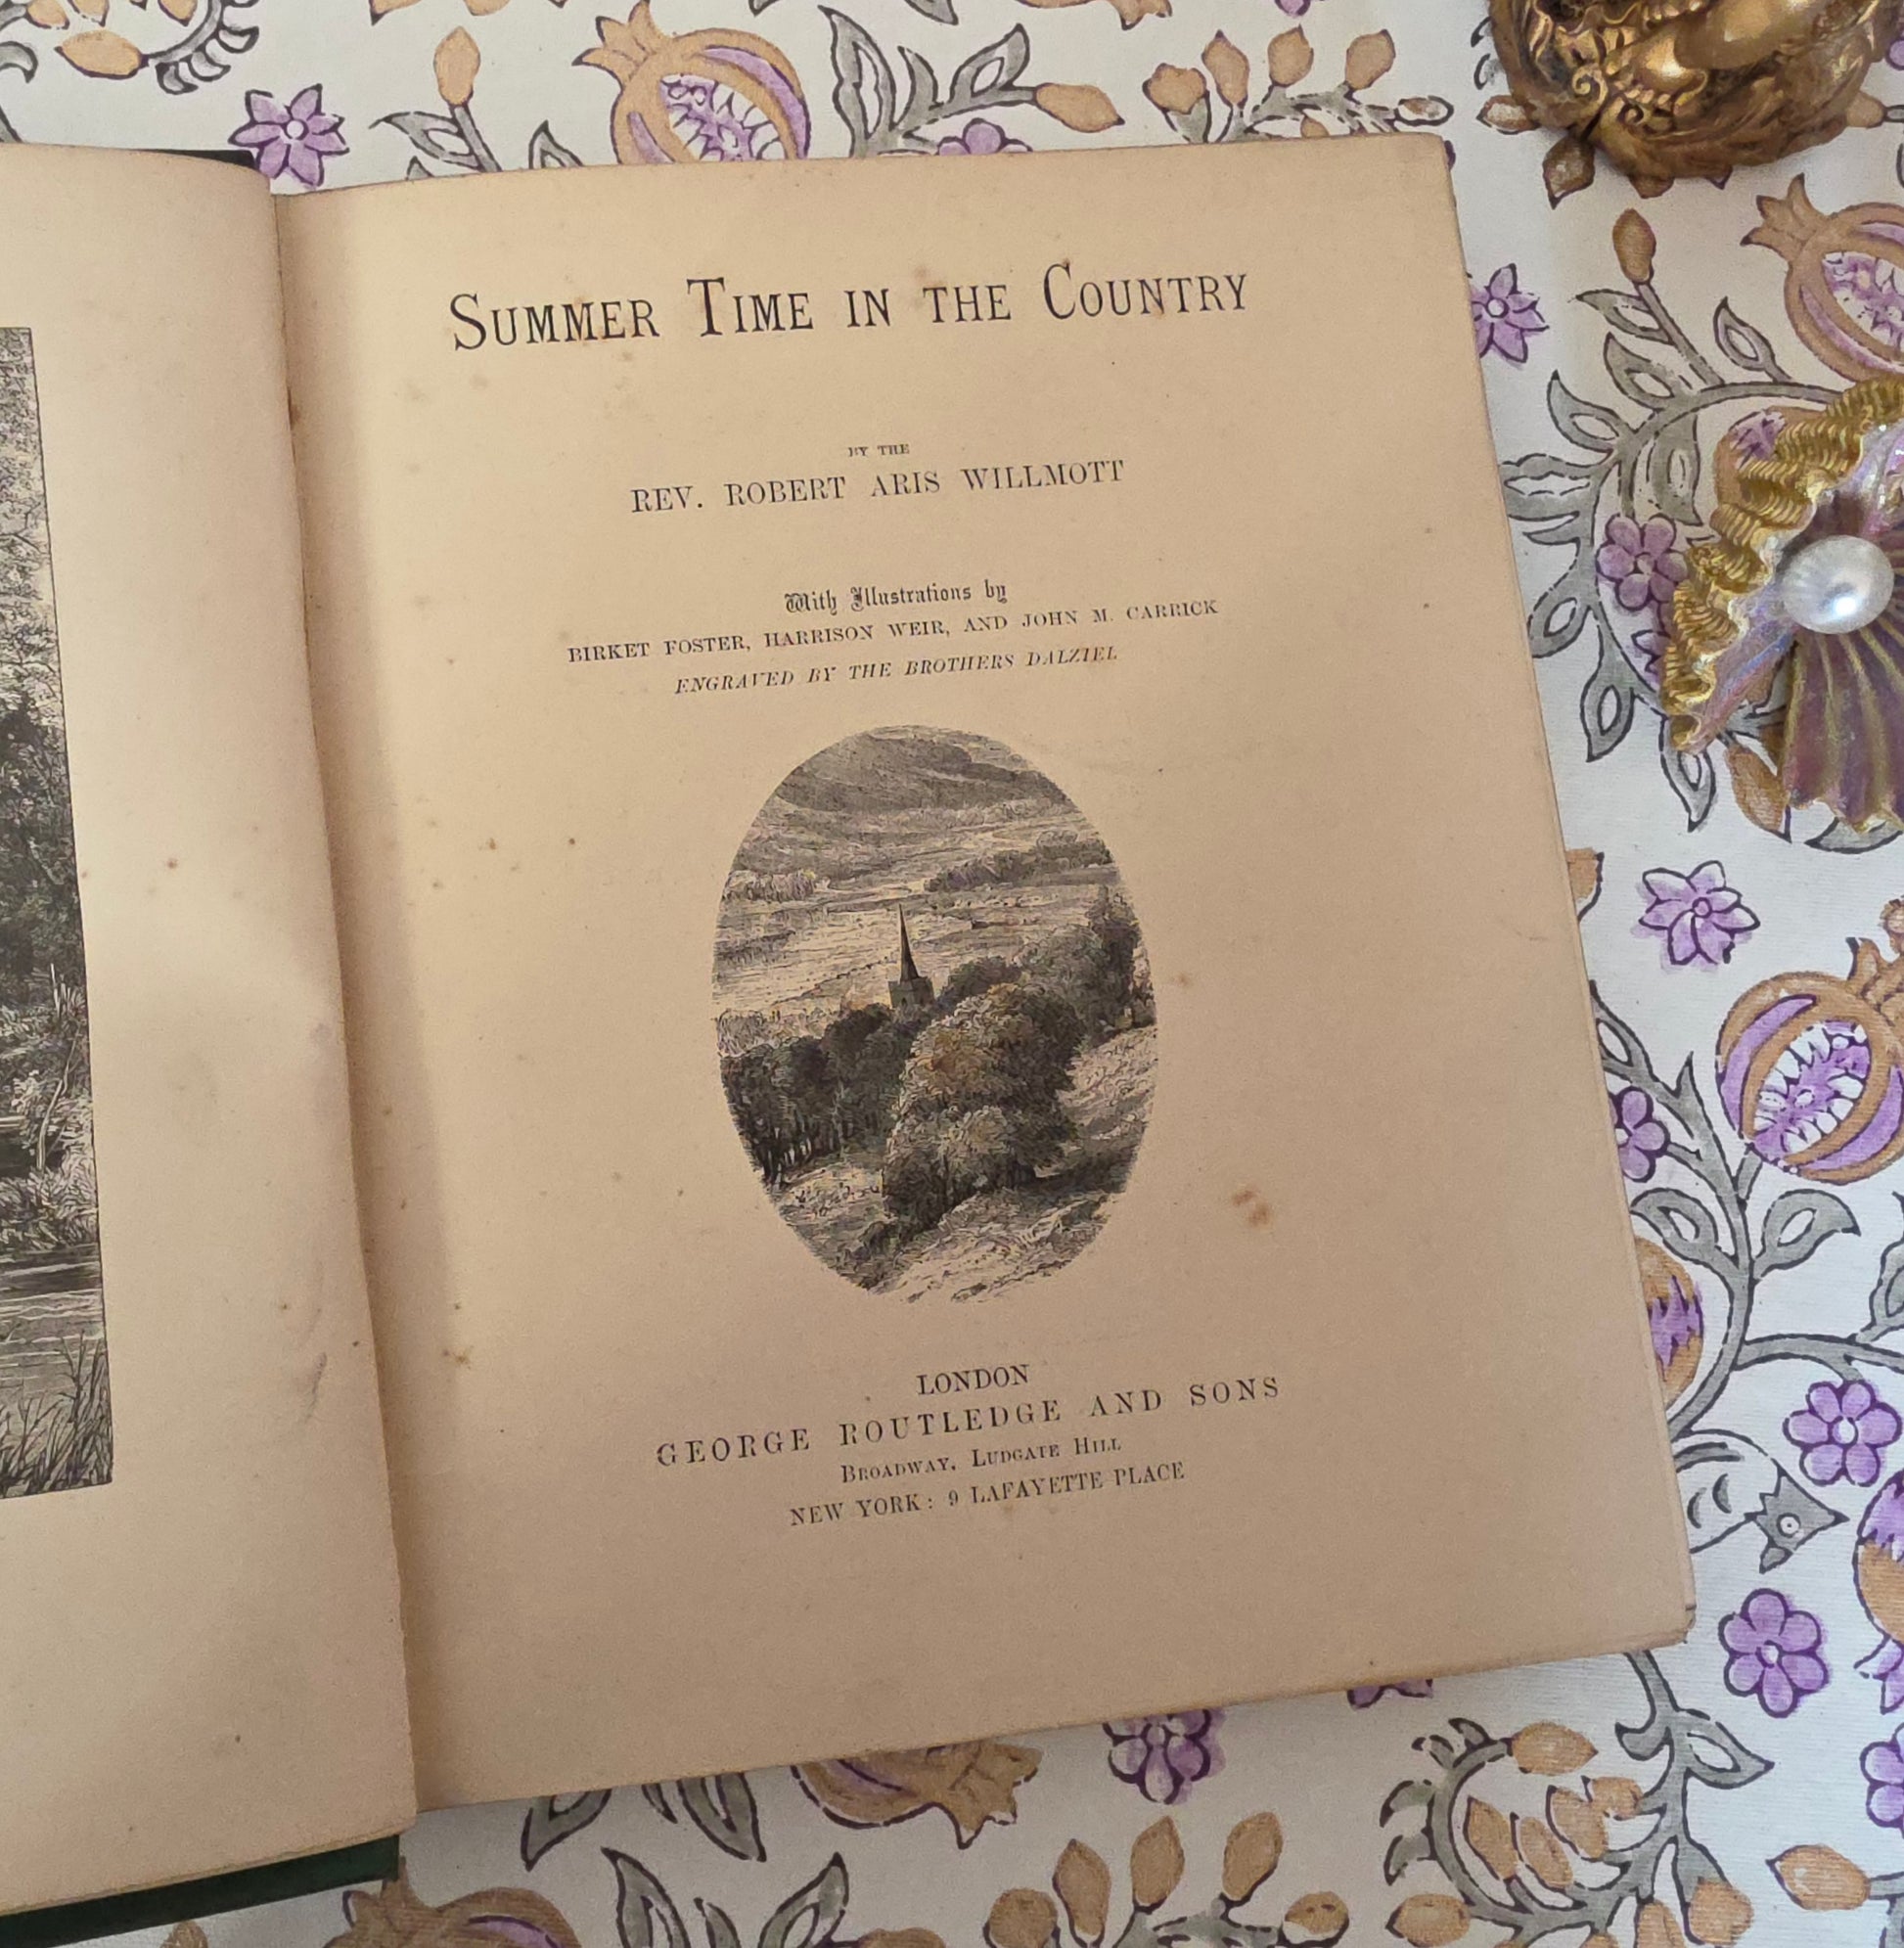 SUMMER TIME IN THE COUNTRY
BY THE
REV. ROBERT ARIS WILLMOTT
With Illustrations by
BIRKET FOSTER, HARRISON WEIR, AND JOHN M. CARRICK
ENGRAVED BY THE BROTHERS DALZIEL
LONDON
GEORGE ROUTLEDGE AND SONS
BROADWAY, LUDGATE HILL
NEW YORK: 9 LAFAYETTE PLACE